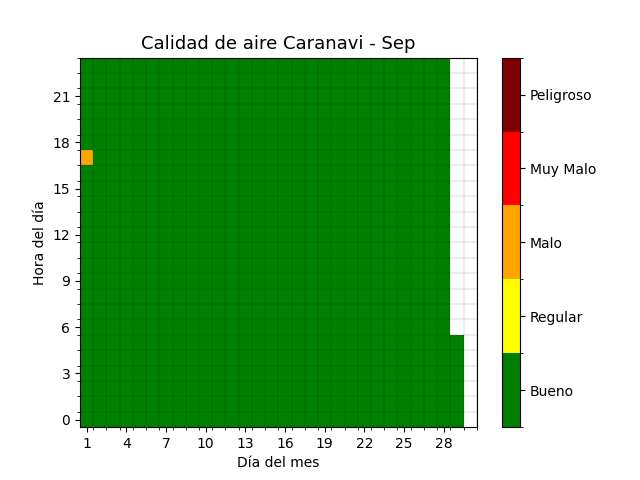 Calidad de aire Caranavi - Sep
Hora del día
21
18
15
12
9
6
3
0
1 4 7 10 13 16 19 22 25 28
Día del mes
Peligroso
Muy Malo
Malo
Regular
Bueno